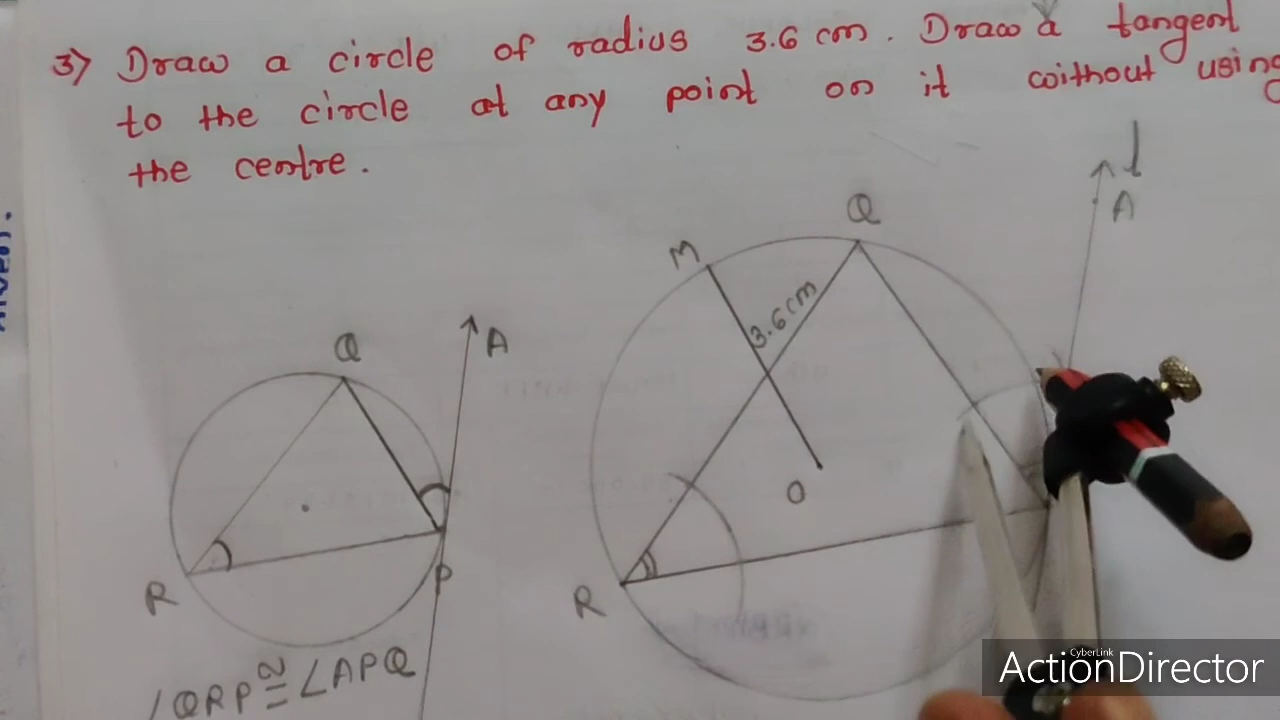 3) Draw a circle of radius 3.6 cm. Draw a tangent
to the circle at any point on it without using
the centre.
l
A
Q
M
3.6 cm
Q
A
O
R
R
P
∠QRP ≅ ∠APQ
CyberLink
ActionDirector